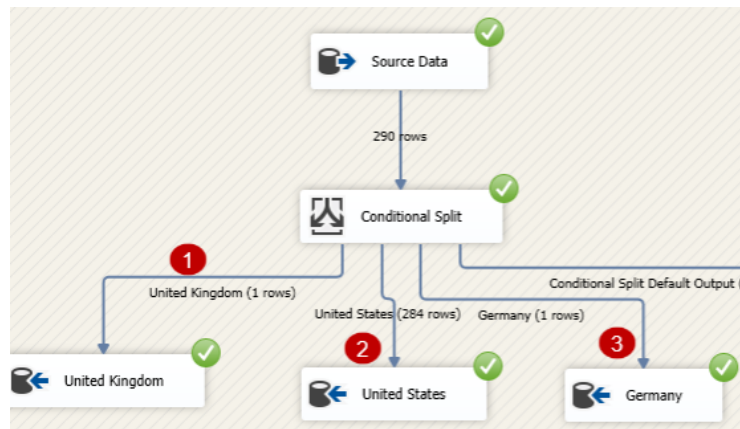 Source Data
290 rows
Conditional Split
1
United Kingdom (1 rows)
Conditional Split Default Output (
United States (284 rows)
Germany (1 rows)
2
3
United Kingdom
United States
Germany